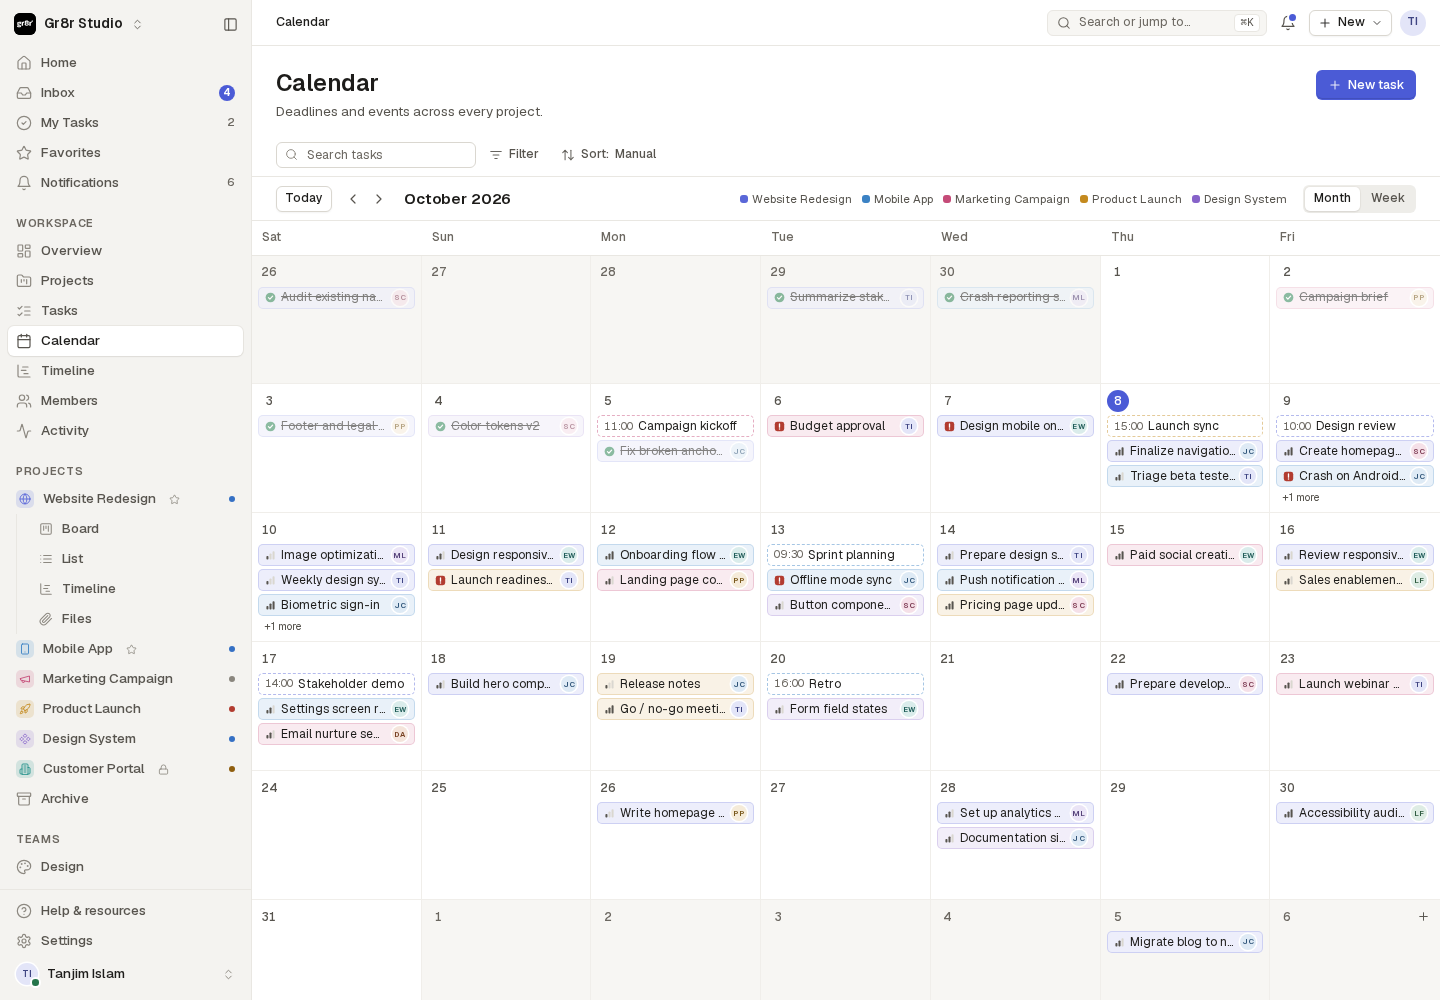 gr8r
Gr8r Studio
Home
Inbox
4
My Tasks
2
Favorites
Notifications
6
WORKSPACE
Overview
Projects
Tasks
Calendar
Timeline
Members
Activity
PROJECTS
Website Redesign
Board
List
Timeline
Files
Mobile App
Marketing Campaign
Product Launch
Design System
Customer Portal
Archive
TEAMS
Design
Help & resources
Settings
TI Tanjim Islam
Calendar
Search or jump to...
⌘K
New
TI
Calendar
Deadlines and events across every project.
New task
Search tasks
Filter
Sort: Manual
Today
October 2026
Website Redesign
Mobile App
Marketing Campaign
Product Launch
Design System
Month
Week
Sat
Sun
Mon
Tue
Wed
Thu
Fri
26
Audit existing na... SC
27
28
29
Summarize stak... TI
30
Crash reporting s... ML
1
2
Campaign brief PP
3
Footer and legal ... PP
4
Color tokens v2 SC
5
11:00 Campaign kickoff
Fix broken ancho... JC
6
Budget approval TI
7
Design mobile on... EW
8
15:00 Launch sync
Finalize navigatio... JC
Triage beta teste... TI
9
10:00 Design review
Create homepag... SC
Crash on Android... JC
+1 more
10
Image optimizati... ML
Weekly design sy... TI
Biometric sign-in JC
+1 more
11
Design responsiv... EW
Launch readines... TI
12
Onboarding flow ... EW
Landing page co... PP
13
09:30 Sprint planning
Offline mode sync JC
Button compone... SC
14
Prepare design s... TI
Push notification ... ML
Pricing page upd... SC
15
Paid social creati... EW
16
Review responsiv... EW
Sales enablemen... LF
17
14:00 Stakeholder demo
Settings screen r... EW
Email nurture se... DA
18
Build hero comp... JC
19
Release notes JC
Go / no-go meeti... TI
20
16:00 Retro
Form field states EW
21
22
Prepare develop... SC
23
Launch webinar ... TI
24
25
26
Write homepage ... PP
27
28
Set up analytics ... ML
Documentation si... JC
29
30
Accessibility audi... LF
31
1
2
3
4
5
Migrate blog to n... JC
6